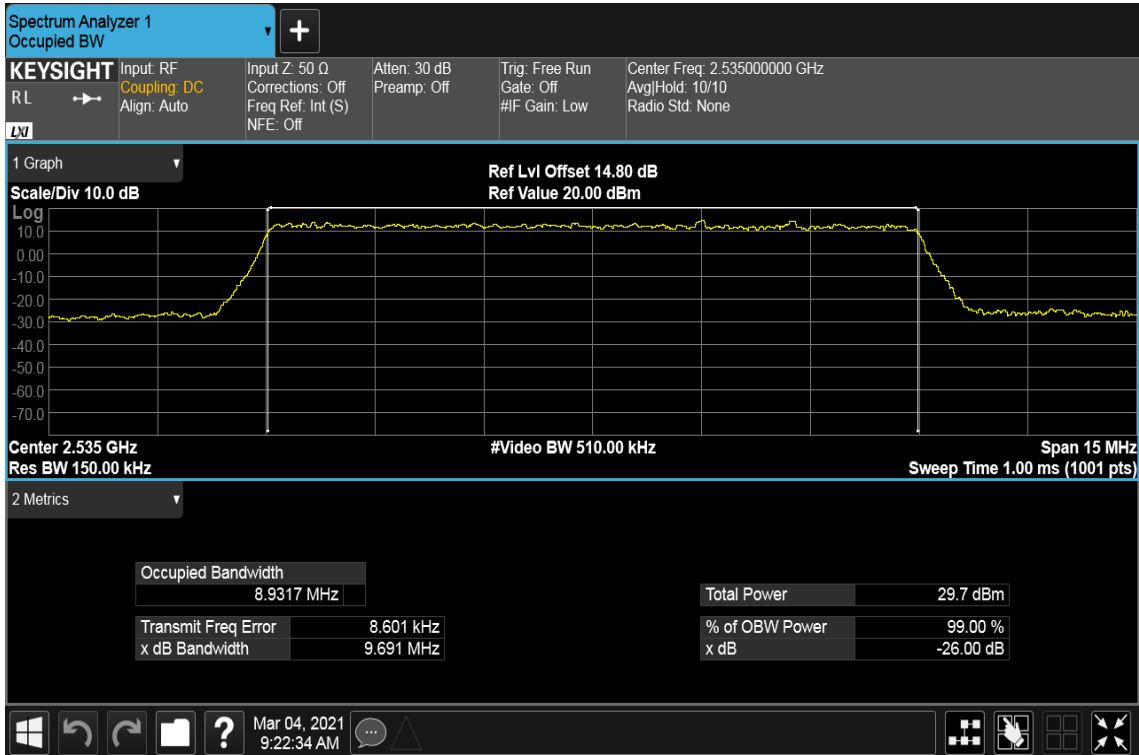 Spectrum Analyzer 1
Occupied BW
+
KEYSIGHT
R L
LXI
Input: RF
Coupling: DC
Align: Auto
Input Z: 50 Ω
Corrections: Off
Freq Ref: Int (S)
NFE: Off
Atten: 30 dB
Preamp: Off
Trig: Free Run
Gate: Off
#IF Gain: Low
Center Freq: 2.535000000 GHz
Avg|Hold: 10/10
Radio Std: None
1 Graph
Scale/Div 10.0 dB
Ref Lvl Offset 14.80 dB
Ref Value 20.00 dBm
Log
10.0
0.00
-10.0
-20.0
-30.0
-40.0
-50.0
-60.0
-70.0
Center 2.535 GHz
Res BW 150.00 kHz
#Video BW 510.00 kHz
Span 15 MHz
Sweep Time 1.00 ms (1001 pts)
2 Metrics
Occupied Bandwidth
8.9317 MHz
Transmit Freq Error 8.601 kHz
x dB Bandwidth 9.691 MHz
Total Power 29.7 dBm
% of OBW Power 99.00 %
x dB -26.00 dB
?
Mar 04, 2021
9:22:34 AM